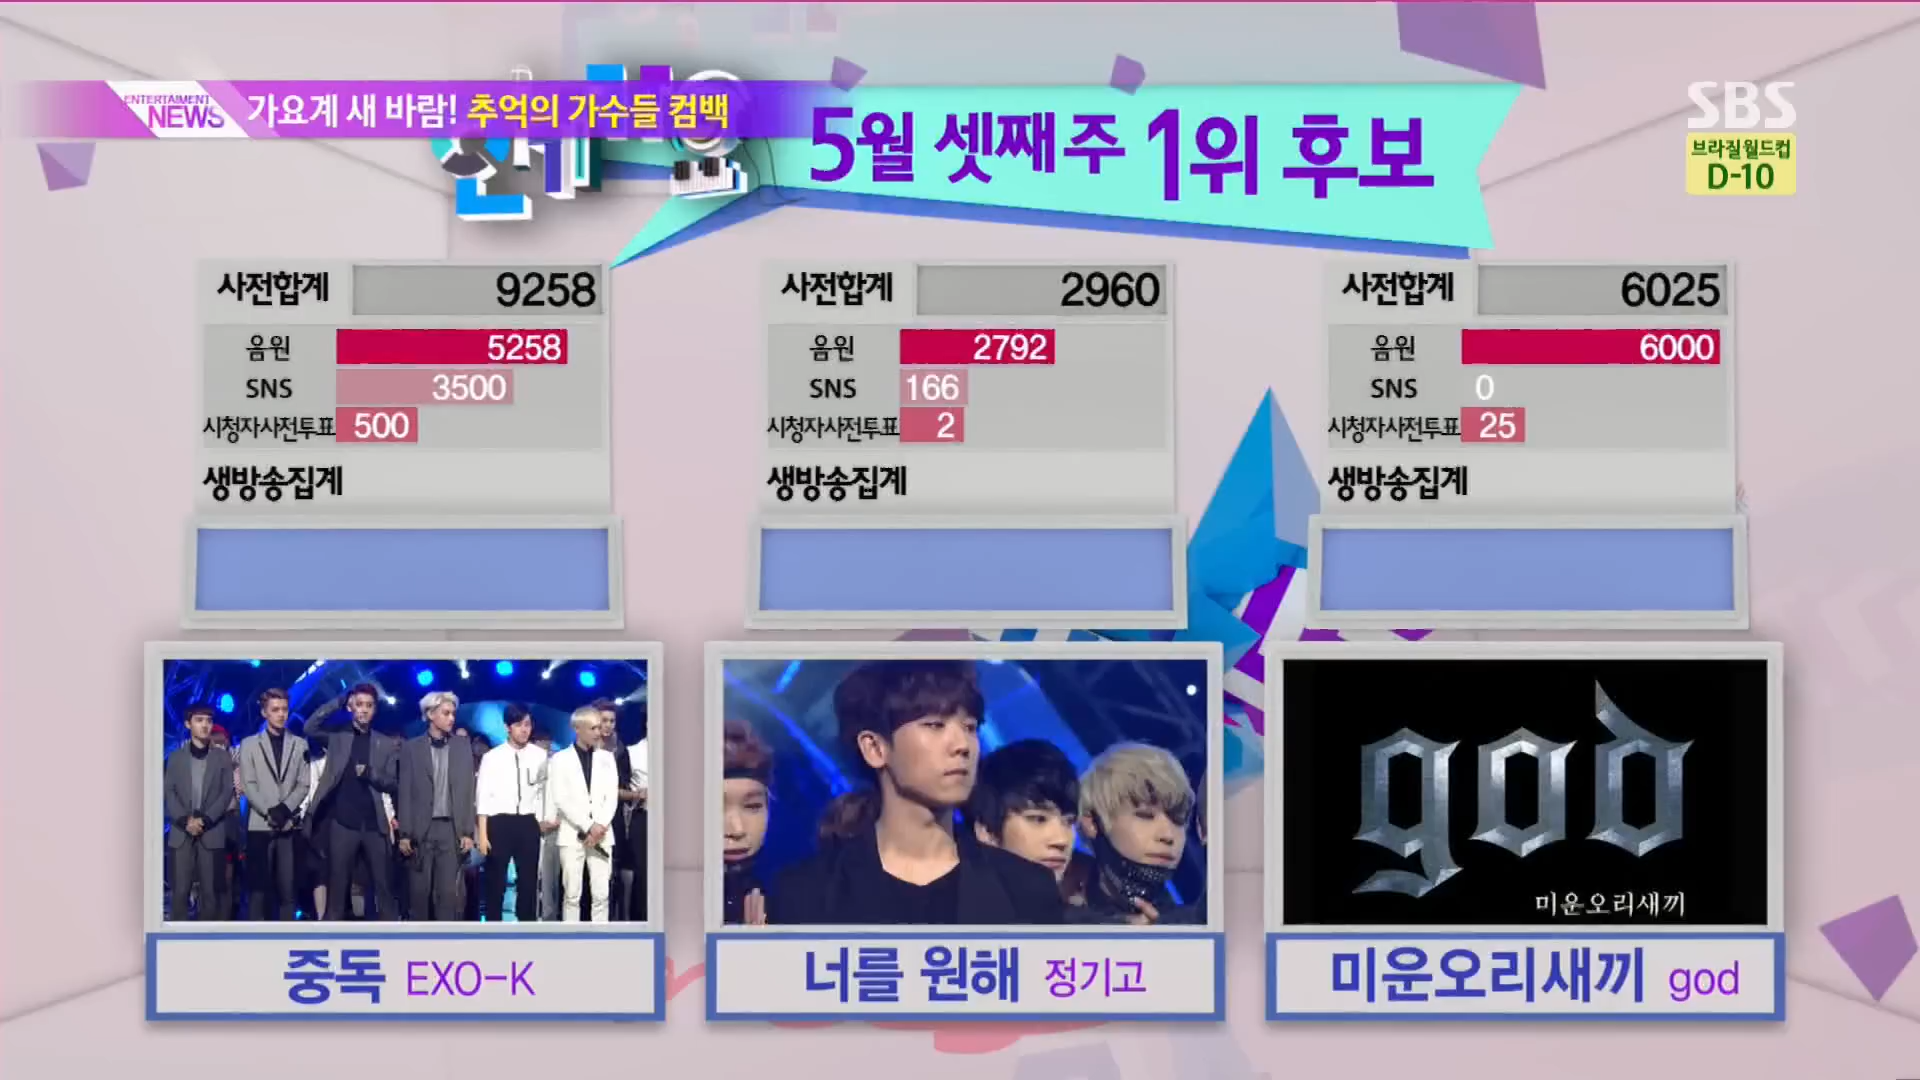 ENTERTAIMENT
NEWS
가요계 새 바람! 추억의 가수들 컴백
5월 셋째주 1위 후보
SBS
브라질월드컵
D-10
사전합계 9258
음원 5258
SNS 3500
시청자사전투표 500
생방송집계
사전합계 2960
음원 2792
SNS 166
시청자사전투표 2
생방송집계
사전합계 6025
음원 6000
SNS 0
시청자사전투표 25
생방송집계
god
미운오리새끼
중독 EXO-K
너를 원해 정기고
미운오리새끼 god